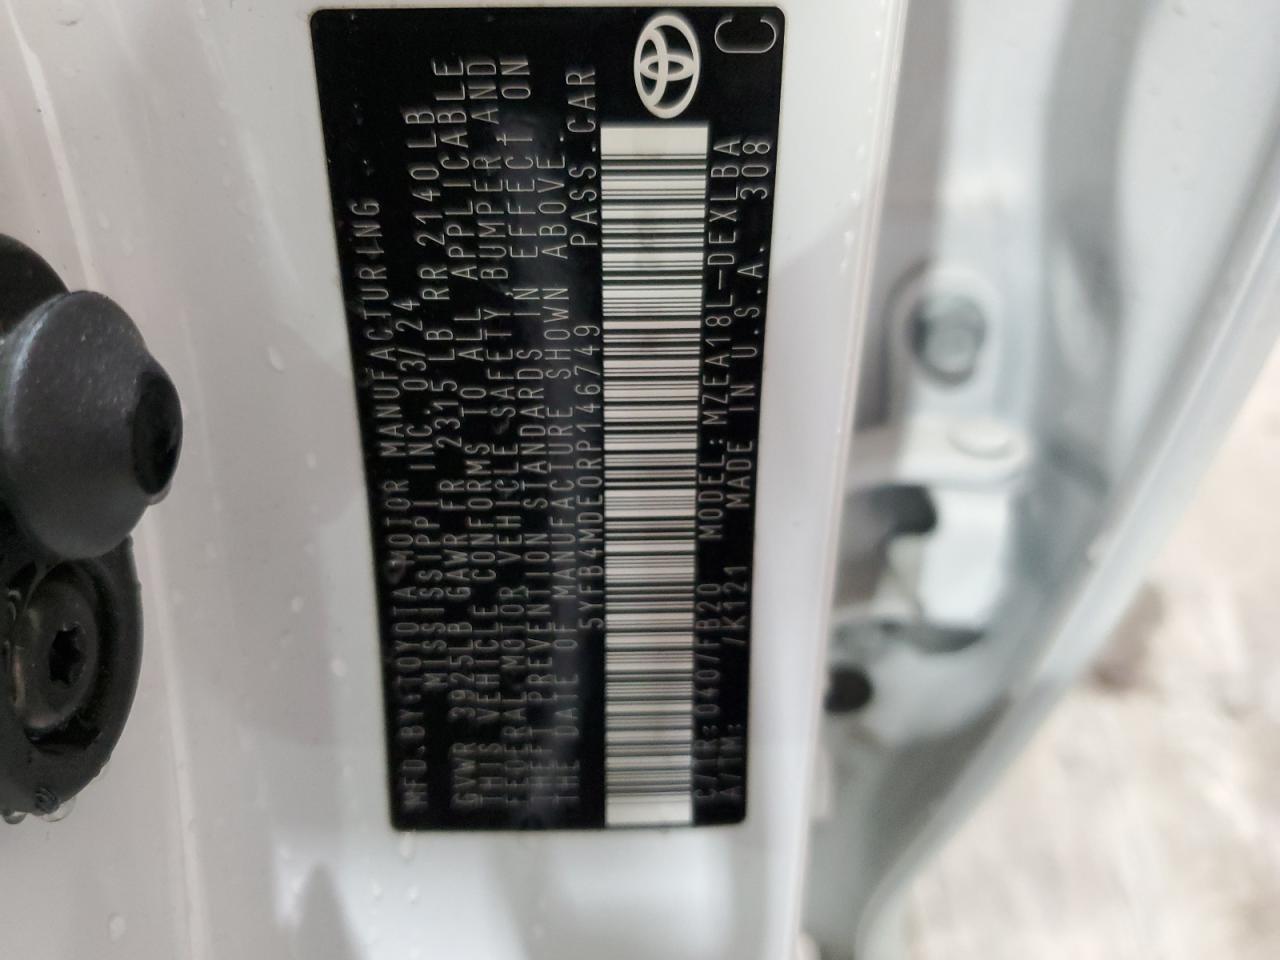 MFD.BY:TOYOTA MOTOR MANUFACTURING,
MISSISSIPPI INC. 03/24
GVWR 3925LB GAWR FR 2315 LB RR 2140LB
THIS VEHICLE CONFORMS TO ALL APPLICABLE
FEDERAL MOTOR VEHICLE SAFETY,BUMPER AND
THEFT PREVENTION STANDARDS IN EFFECT ON
THE DATE OF MANUFACTURE SHOWN ABOVE.
5YFB4MDE0RP146749 PASS.CAR
C/TR:040/FB20 MODEL:MZEA18L-DEXLBA
A/TM: /K121 MADE IN U.S.A. 308
C